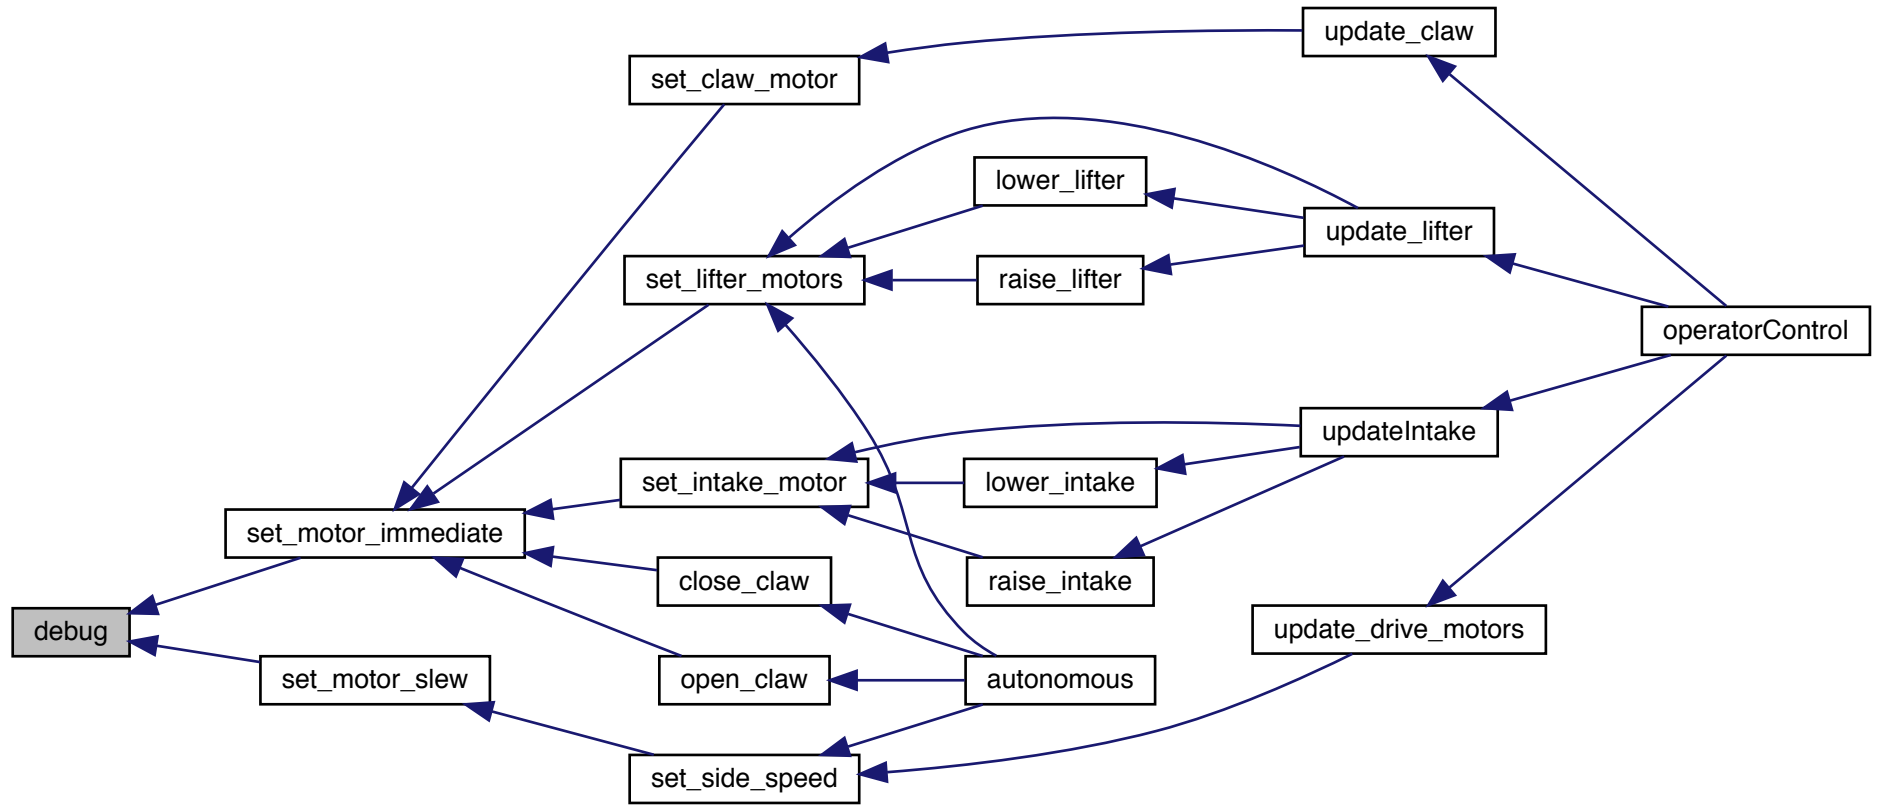 update_claw
set_claw_motor
lower_lifter
update_lifter
set_lifter_motors
raise_lifter
operatorControl
updateIntake
set_intake_motor
lower_intake
set_motor_immediate
close_claw
raise_intake
debug
update_drive_motors
set_motor_slew
open_claw
autonomous
set_side_speed